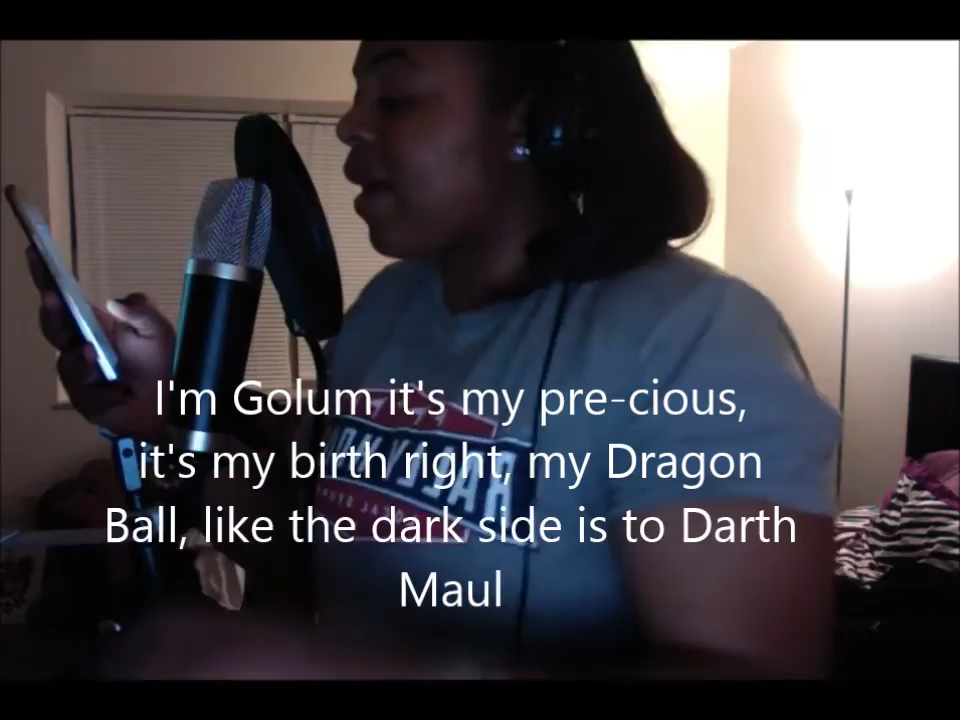 I'm Golum it's my pre-cious,
it's my birth right, my Dragon
Ball, like the dark side is to Darth
Maul